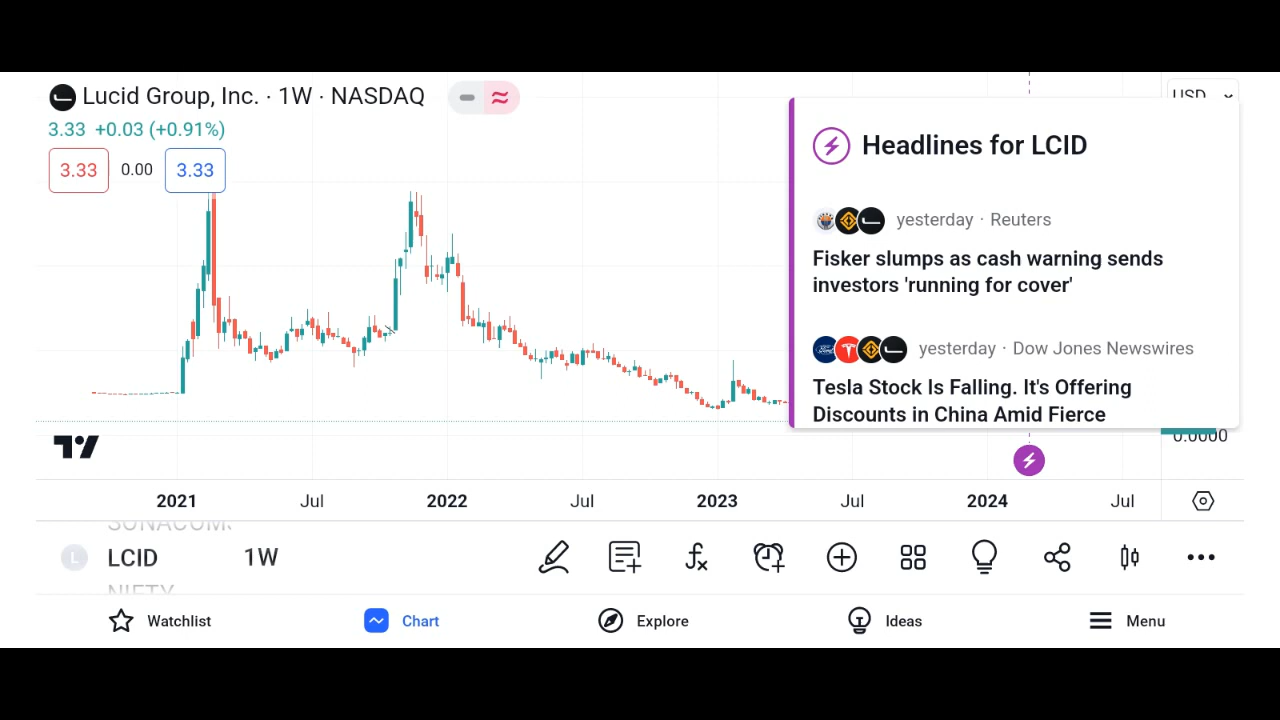 Lucid Group, Inc. · 1W · NASDAQ
3.33 +0.03 (+0.91%)
3.33 0.00 3.33
USD
Headlines for LCID
yesterday · Reuters
Fisker slumps as cash warning sends
investors 'running for cover'
yesterday · Dow Jones Newswires
Tesla Stock Is Falling. It's Offering
Discounts in China Amid Fierce
0.0000
2021 Jul 2022 Jul 2023 Jul 2024 Jul
L LCID 1W
NIFTY
Watchlist Chart Explore Ideas Menu